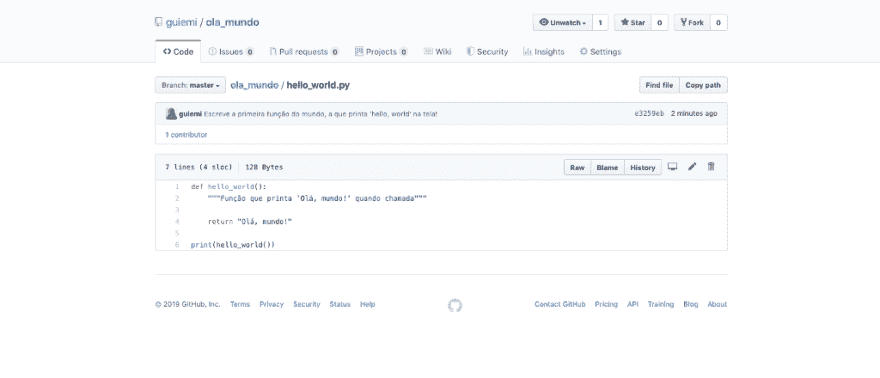 guiemi / ola_mundo
Unwatch 1 Star 0 Fork 0
Code Issues 0 Pull requests 0 Projects 0 Wiki Security Insights Settings
Branch: master ola_mundo / hello_world.py Find file Copy path
guiemi Escreve a primeira função do mundo, a que printa 'hello, world' na tela! e3259eb 2 minutes ago
1 contributor
7 lines (4 sloc) 128 Bytes Raw Blame History
1 def hello_world():
2 """Função que printa 'Olá, mundo!' quando chamada"""
3
4 return "Olá, mundo!"
5
6 print(hello_world())
© 2019 GitHub, Inc. Terms Privacy Security Status Help Contact GitHub Pricing API Training Blog About